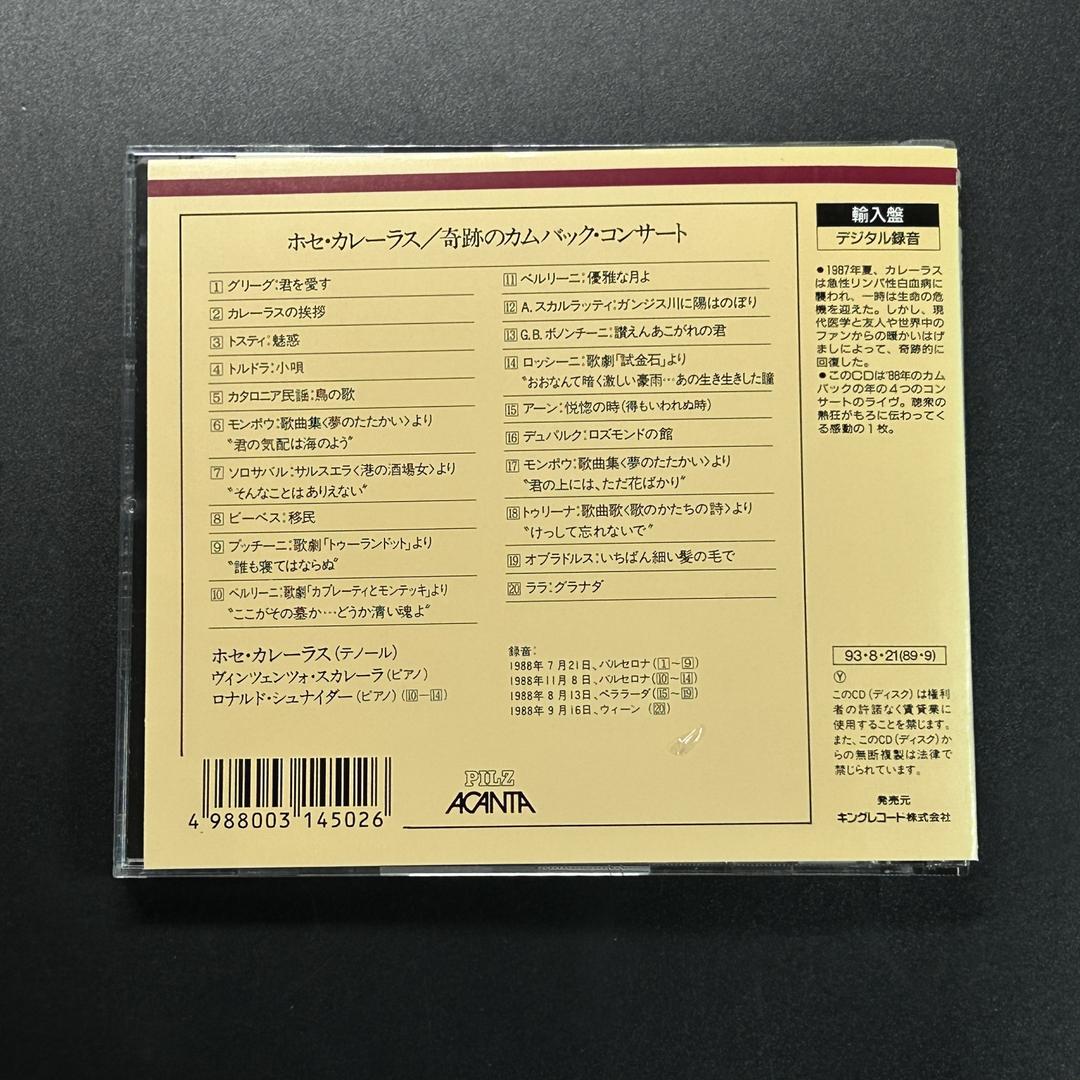 ホセ・カレーラス/奇跡のカムバック・コンサート
1 グリーグ:君を愛す
2 カレーラスの挨拶
3 トスティ:魅惑
4 トルドラ:小唄
5 カタロニア民謡:鳥の歌
6 モンポウ:歌曲集〈夢のたたかい〉より
"君の気配は海のよう"
7 ソロサバル:サルスエラ〈港の酒場女〉より
"そんなことはありえない"
8 ビーベス:移民
9 プッチーニ:歌劇「トゥーランドット」より
"誰も寝てはならぬ"
10 ベルリーニ:歌劇「カプレーティとモンテッキ」より
"ここがその墓か…どうか清い魂よ"
11 ベルリーニ:優雅な月よ
12 A.スカルラッティ:ガンジス川に陽はのぼり
13 G.B.ボノンチーニ:讃えんあこがれの君
14 ロッシーニ:歌劇「試金石」より
"おおなんて暗く激しい豪雨…あの生き生きした瞳
15 アーン:悦惚の時(得もいわれぬ時)
16 デュパルク:ロズモンドの館
17 モンポウ:歌曲集〈夢のたたかい〉より
"君の上には、ただ花ばかり"
18 トゥリーナ:歌曲歌〈歌のかたちの詩〉より
"けっして忘れないで"
19 オブラドルス:いちばん細い髪の毛で
20 ララ:グラナダ
ホセ・カレーラス(テノール)
ヴィンツェンツォ・スカレーラ(ピアノ)
ロナルド・シュナイダー(ピアノ)(10—14)
録音:
1988年7月21日、バルセロナ(1〜9)
1988年11月8日、バルセロナ(10〜14)
1988年8月13日、ペララーダ(15〜19)
1988年9月16日、ウィーン(20)
4 988003 145026
PILZ
ACANTA
輸入盤
デジタル録音
●1987年夏、カレーラス
は急性リンパ性白血病に
襲われ、一時は生命の危
機を迎えた。しかし、現
代医学と友人や世界中の
ファンからの暖かいはげ
ましによって、奇跡的に
回復した。
●このCDは'88年のカム
バックの年の4つのコン
サートのライヴ。聴衆の
熱狂がもろに伝わってく
る感動の1枚。
93・8・21(89・9)
Ⓨ
このCD(ディスク)は権利
者の許諾なく賃貸業に
使用することを禁じます。
また、このCD(ディスク)か
らの無断複製は法律で
禁じられています。
発売元
キングレコード株式会社